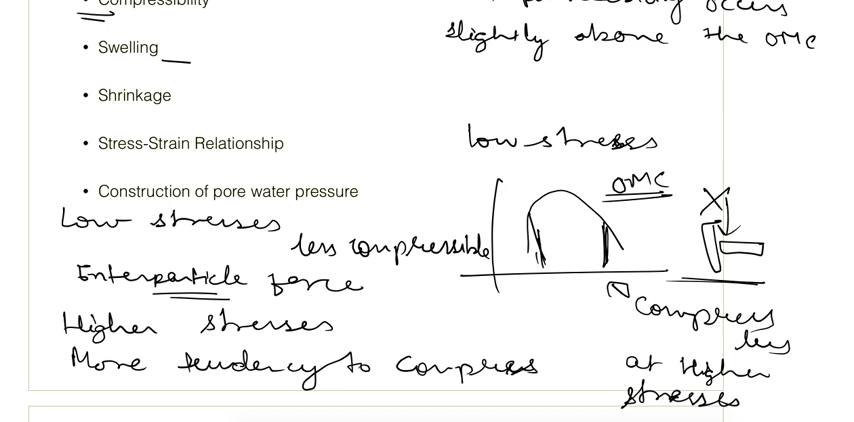 Compressibility
occurs
slightly above the OMC
• Swelling
• Shrinkage
• Stress-Strain Relationship
low stresses
OMC
• Construction of pore water pressure
Low stresses
less compressible
Interparticle force
Compress
less
Higher stresses
More tendency to compress
at Higher
stresses